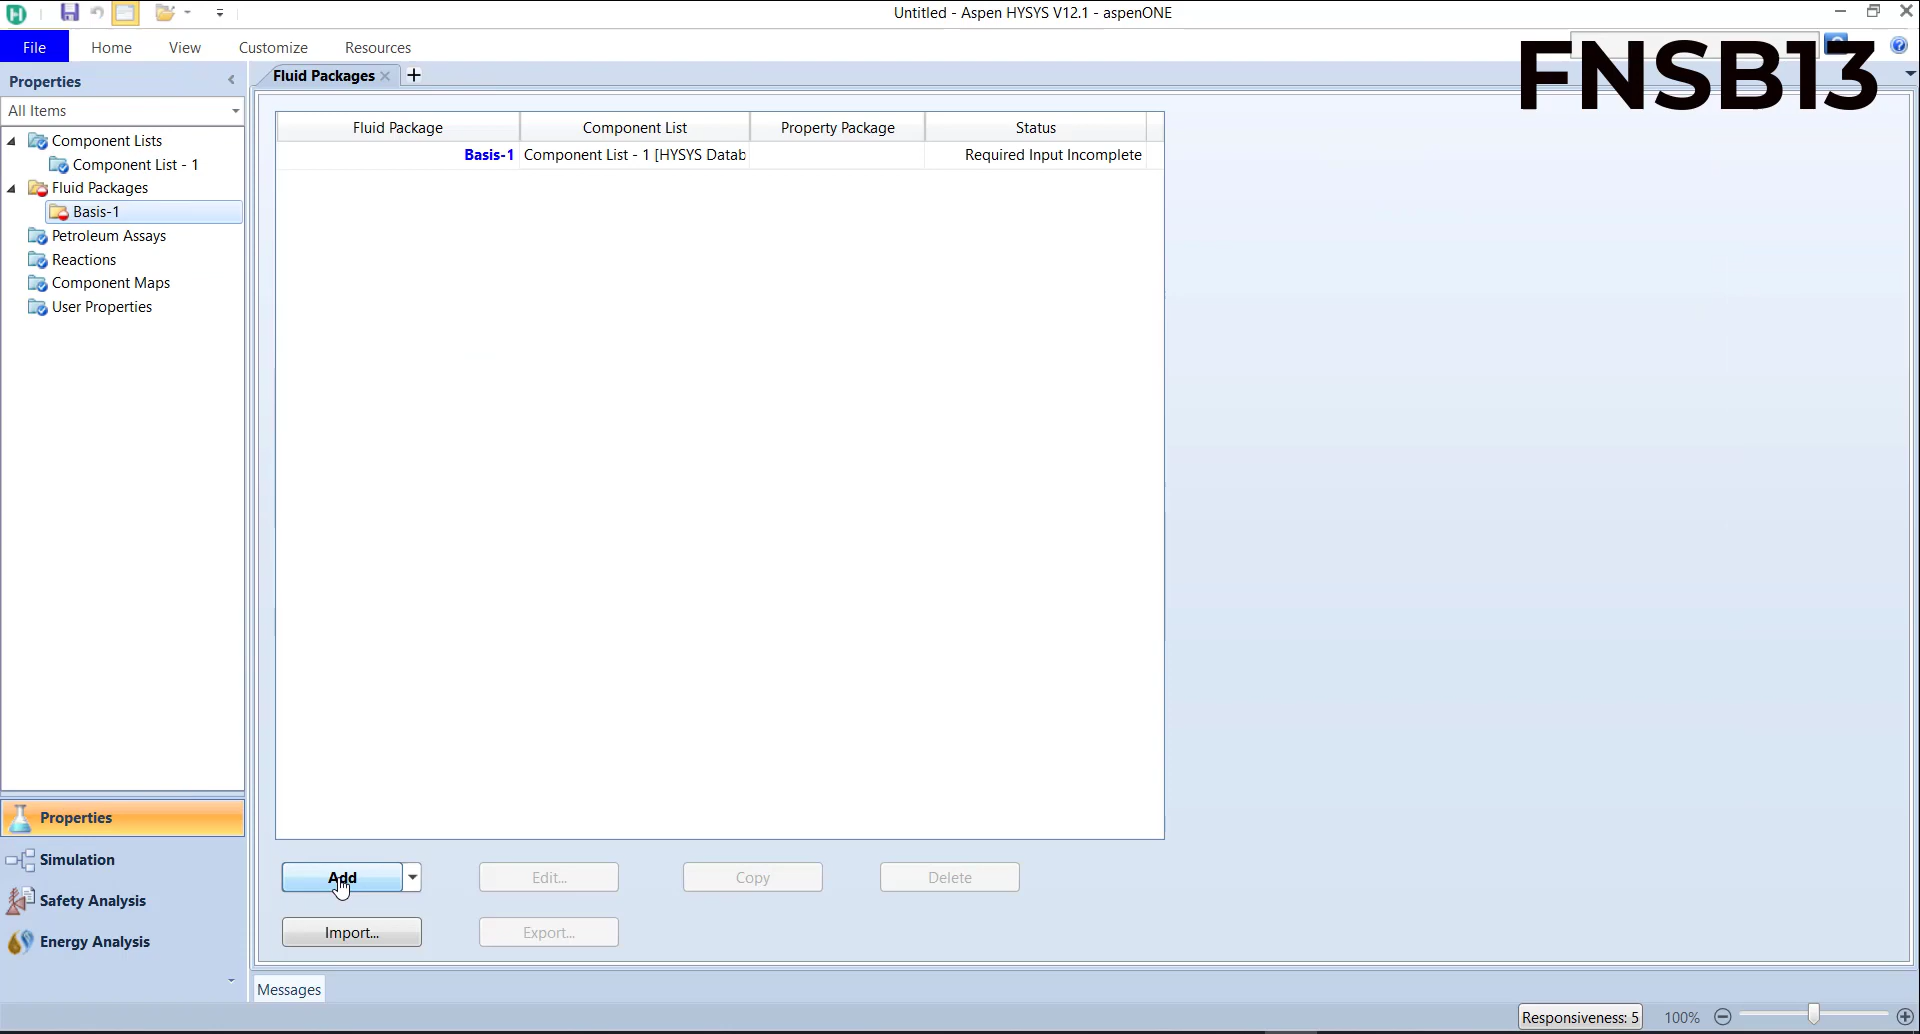 Untitled - Aspen HYSYS V12.1 - aspenONE
File Home View Customize Resources
FNSB13
Properties
All Items
Component Lists
Component List - 1
Fluid Packages
Basis-1
Petroleum Assays
Reactions
Component Maps
User Properties
Properties
Simulation
Safety Analysis
Energy Analysis
Fluid Packages
Fluid Package Component List Property Package Status
Basis-1 Component List - 1 [HYSYS Datab Required Input Incomplete
Add Edit... Copy Delete
Import... Export...
Messages
Responsiveness: 5 100%